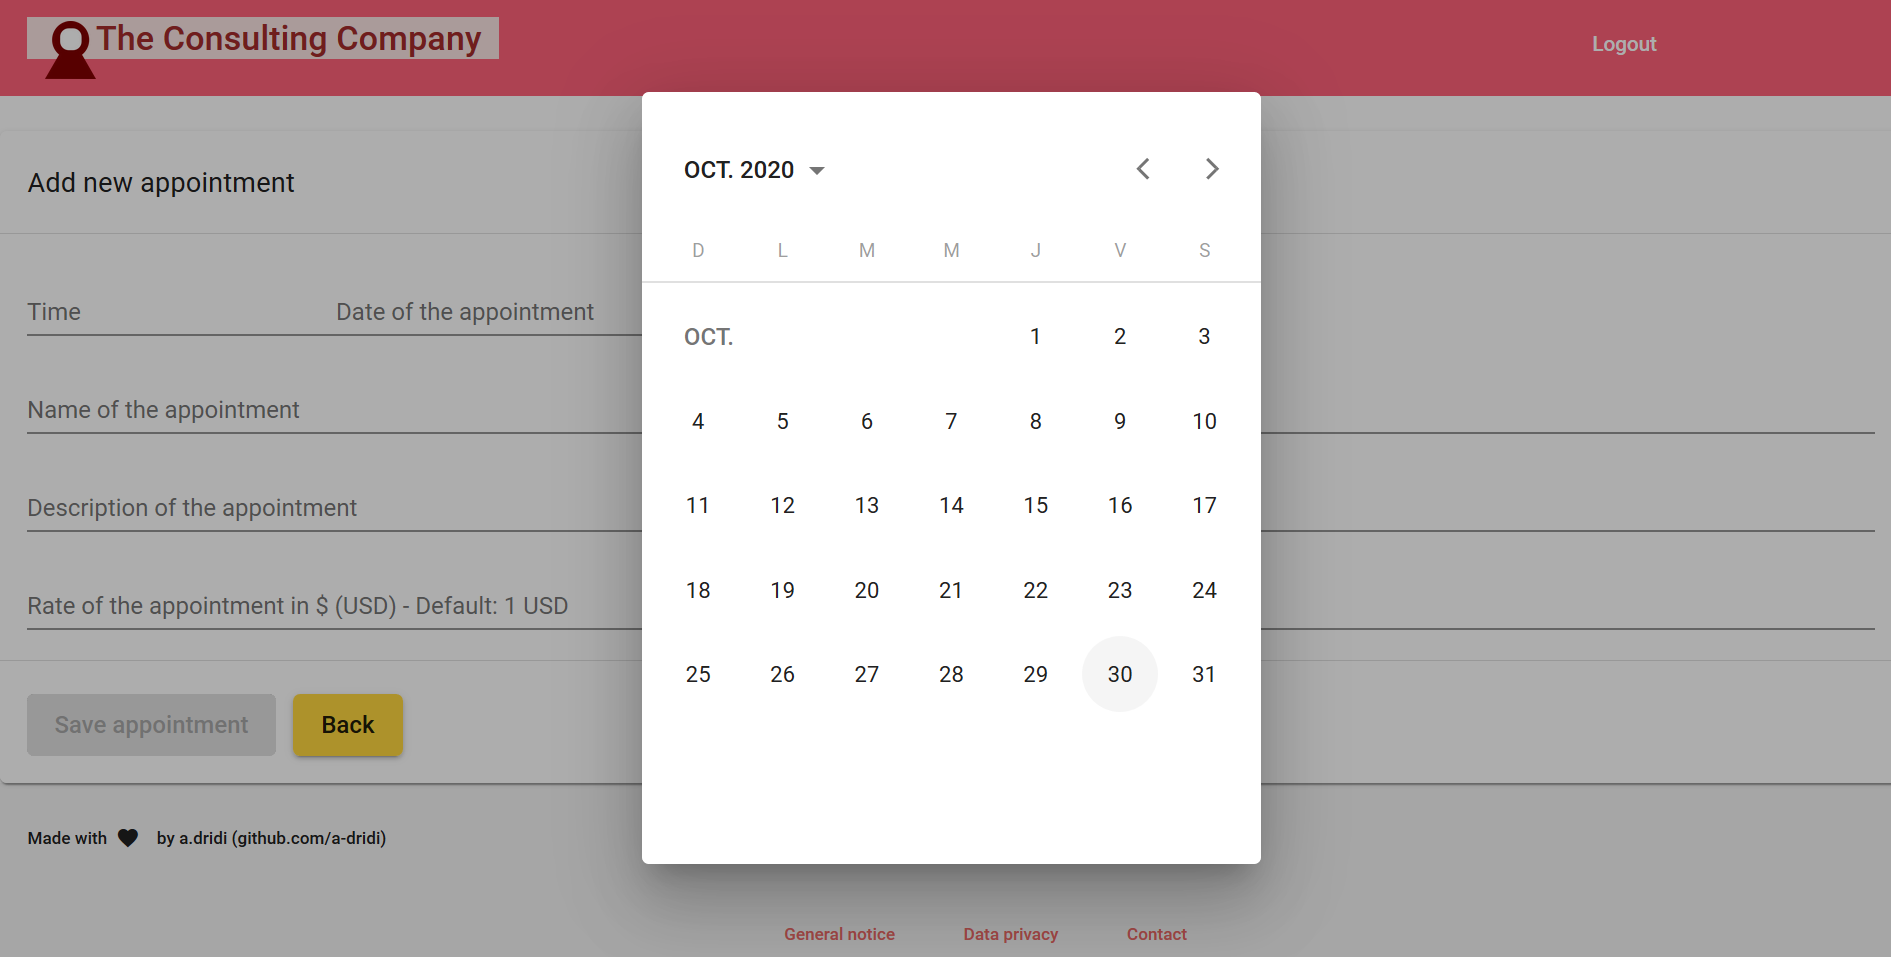 The Consulting Company
Logout
Add new appointment
Time Date of the appointment
Name of the appointment
Description of the appointment
Rate of the appointment in $ (USD) - Default: 1 USD
Save appointment Back
OCT. 2020
D L M M J V S
OCT. 1 2 3
4 5 6 7 8 9 10
11 12 13 14 15 16 17
18 19 20 21 22 23 24
25 26 27 28 29 30 31
Made with by a.dridi (github.com/a-dridi)
General notice Data privacy Contact